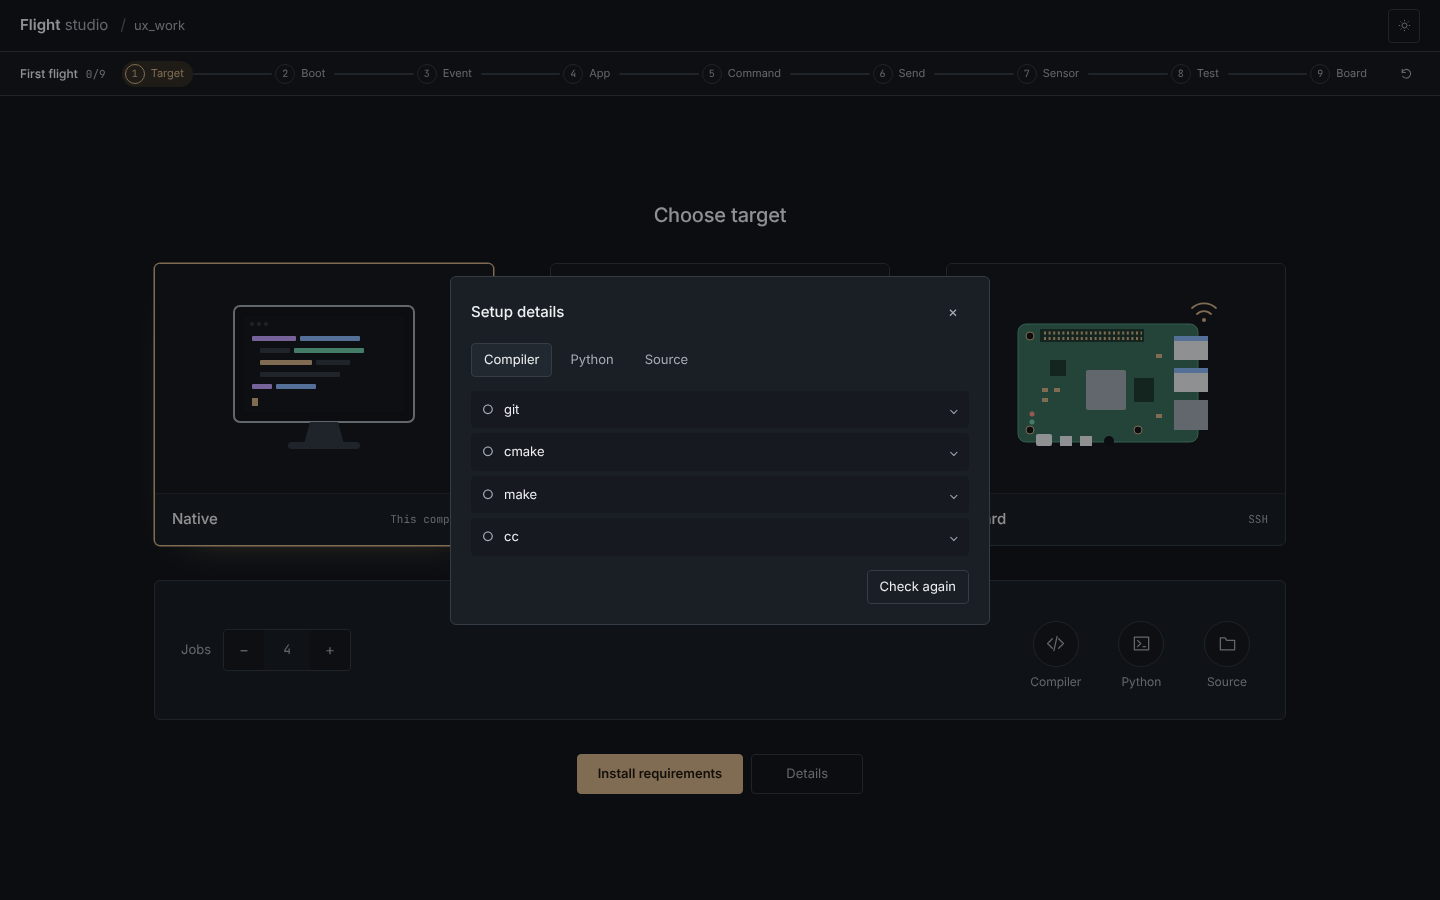 Flight studio / ux_work
First flight 0/9 1 Target 2 Boot 3 Event 4 App 5 Command 6 Send 7 Sensor 8 Test 9 Board
Choose target
Setup details ×
Compiler Python Source
git
cmake
make
cc
Check again
Native This comp
rd SSH
Jobs − 4 +
Compiler Python Source
Install requirements Details